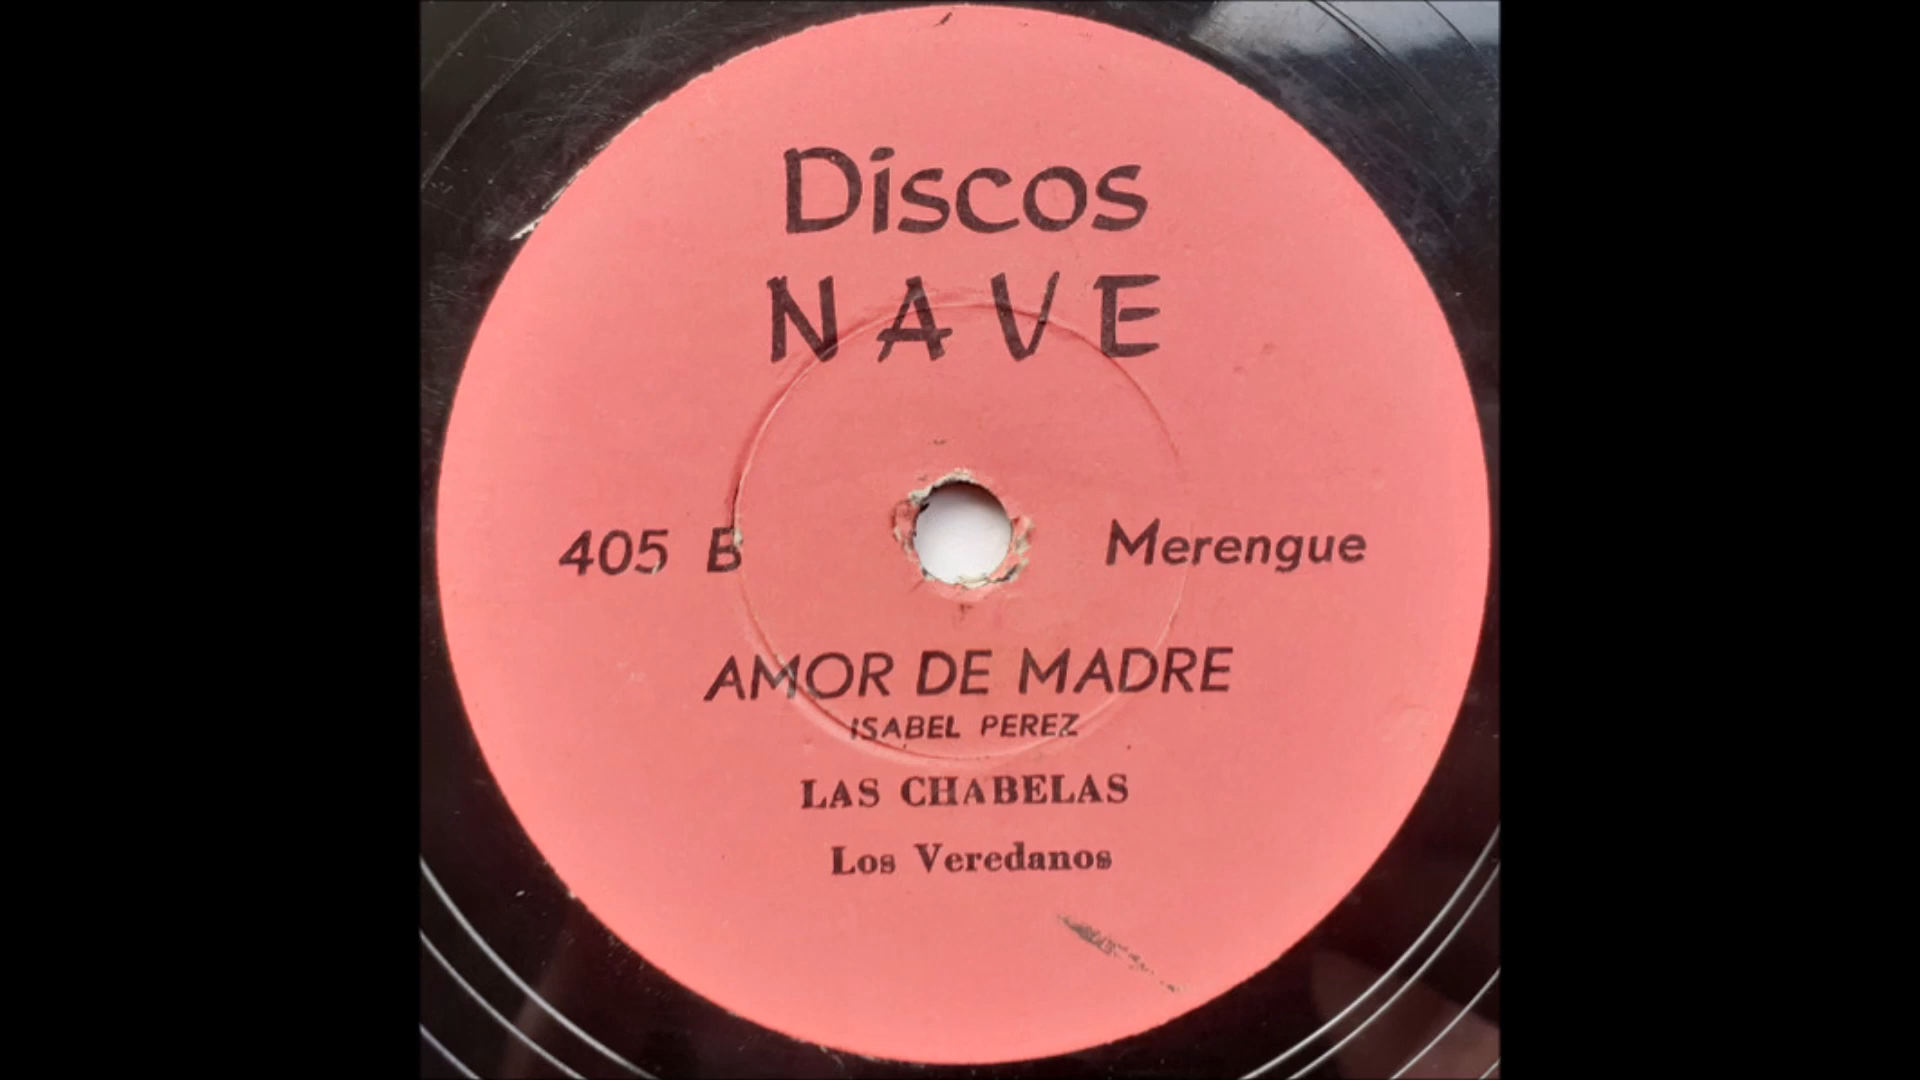 Discos
NAVE
405 B
Merengue
AMOR DE MADRE
ISABEL PEREZ
LAS CHABELAS
Los Veredanos